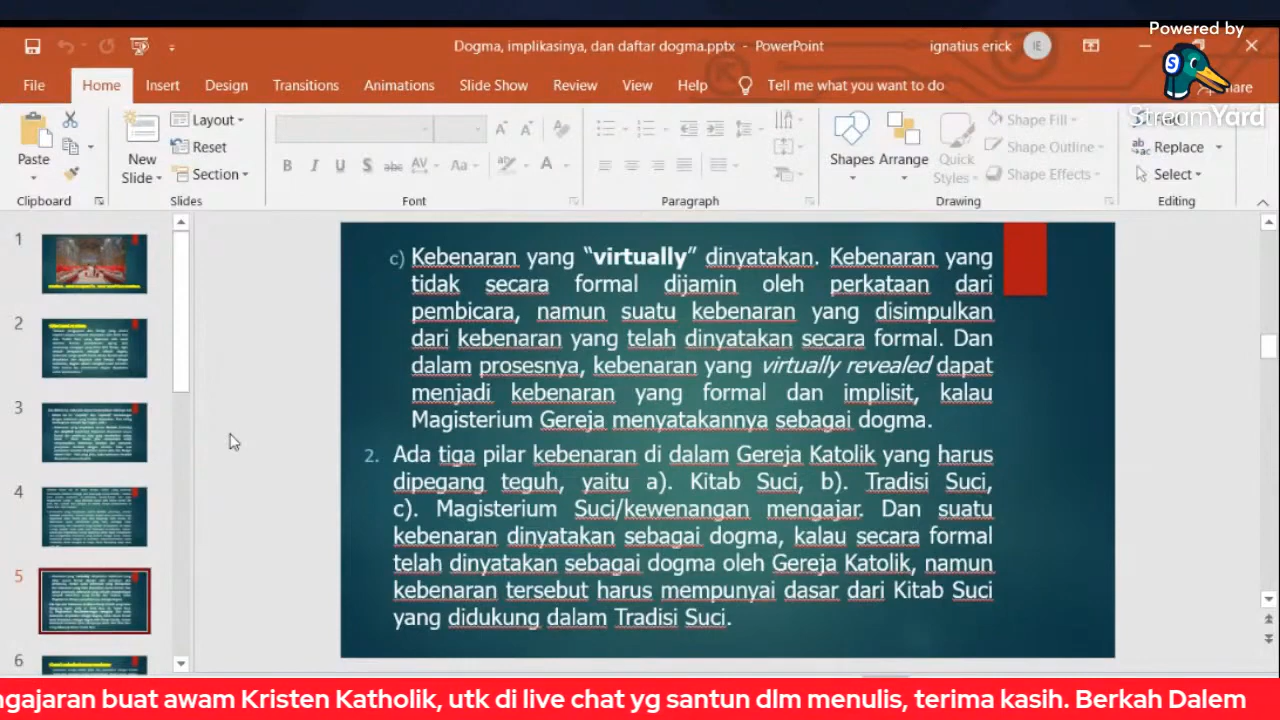 Powered by
Dogma, implikasinya, dan daftar dogma.pptx - PowerPoint
ignatius erick
IE
File
Home
Insert
Design
Transitions
Animations
Slide Show
Review
View
Help
Tell me what you want to do
StreamYard
Paste
New
Slide
Layout
Reset
Section
Shapes
Arrange
Quick
Styles
Shape Fill
Shape Outline
Shape Effects
Replace
Select
Clipboard
Slides
Font
Paragraph
Drawing
Editing
1
2
3
4
5
6
c) Kebenaran yang “virtually” dinyatakan. Kebenaran yang
tidak secara formal dijamin oleh perkataan dari
pembicara, namun suatu kebenaran yang disimpulkan
dari kebenaran yang telah dinyatakan secara formal. Dan
dalam prosesnya, kebenaran yang virtually revealed dapat
menjadi kebenaran yang formal dan implisit, kalau
Magisterium Gereja menyatakannya sebagai dogma.
2. Ada tiga pilar kebenaran di dalam Gereja Katolik yang harus
dipegang teguh, yaitu a). Kitab Suci, b). Tradisi Suci,
c). Magisterium Suci/kewenangan mengajar. Dan suatu
kebenaran dinyatakan sebagai dogma, kalau secara formal
telah dinyatakan sebagai dogma oleh Gereja Katolik, namun
kebenaran tersebut harus mempunyai dasar dari Kitab Suci
yang didukung dalam Tradisi Suci.
ngajaran buat awam Kristen Katholik, utk di live chat yg santun dlm menulis, terima kasih. Berkah Dalem